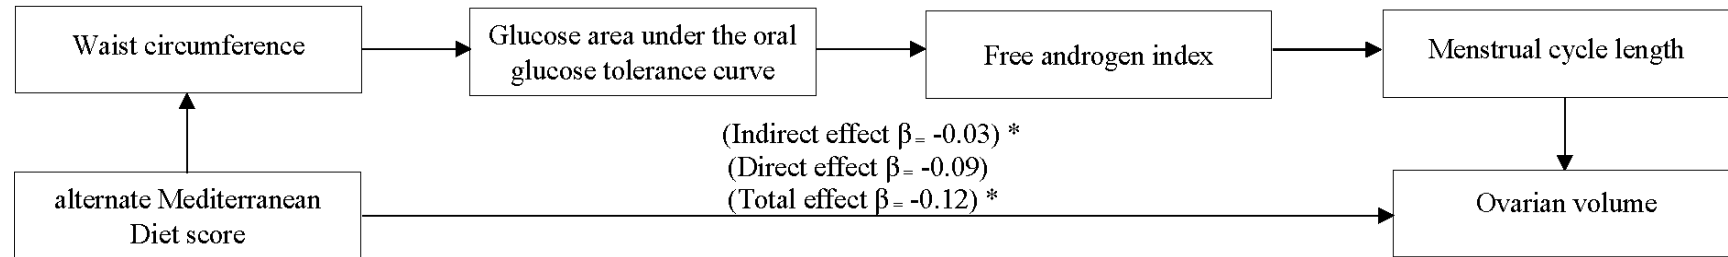 Waist circumference
Glucose area under the oral
glucose tolerance curve
Free androgen index
Menstrual cycle length
(Indirect effect β= -0.03) *
(Direct effect β= -0.09)
(Total effect β= -0.12) *
alternate Mediterranean
Diet score
Ovarian volume